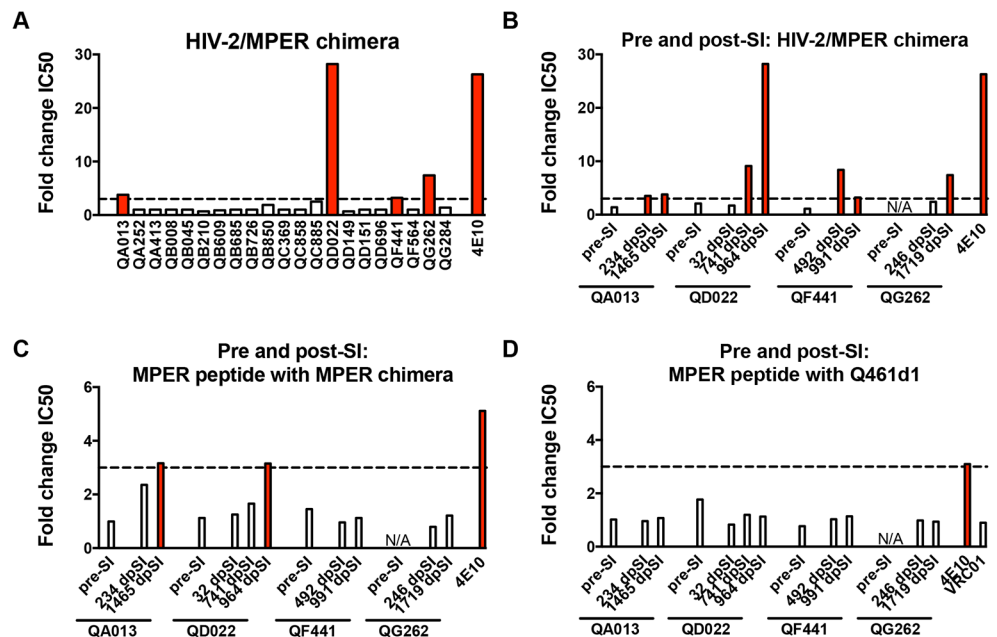 A
HIV-2/MPER chimera
Fold change IC50
30
20
10
0
QA013
QA252
QA413
QB008
QB045
QB210
QB609
QB685
QB726
QB850
QC369
QC858
QC885
QD022
QD149
QD151
QD696
QF441
QF564
QG262
QG284
4E10
B
Pre and post-SI: HIV-2/MPER chimera
Fold change IC50
30
20
10
0
N/A
pre-SI
234 dpSI
1465 dpSI
pre-SI
32 dpSI
741 dpSI
964 dpSI
pre-SI
492 dpSI
991 dpSI
pre-SI
246 dpSI
1719 dpSI
4E10
QA013
QD022
QF441
QG262
C
Pre and post-SI:
MPER peptide with MPER chimera
Fold change IC50
6
4
2
0
N/A
pre-SI
234 dpSI
1465 dpSI
pre-SI
32 dpSI
741 dpSI
964 dpSI
pre-SI
492 dpSI
991 dpSI
pre-SI
246 dpSI
1719 dpSI
4E10
QA013
QD022
QF441
QG262
D
Pre and post-SI:
MPER peptide with Q461d1
Fold change IC50
6
4
2
0
N/A
pre-SI
234 dpSI
1465 dpSI
pre-SI
32 dpSI
741 dpSI
964 dpSI
pre-SI
492 dpSI
991 dpSI
pre-SI
246 dpSI
1719 dpSI
4E10
VRC01
QA013
QD022
QF441
QG262